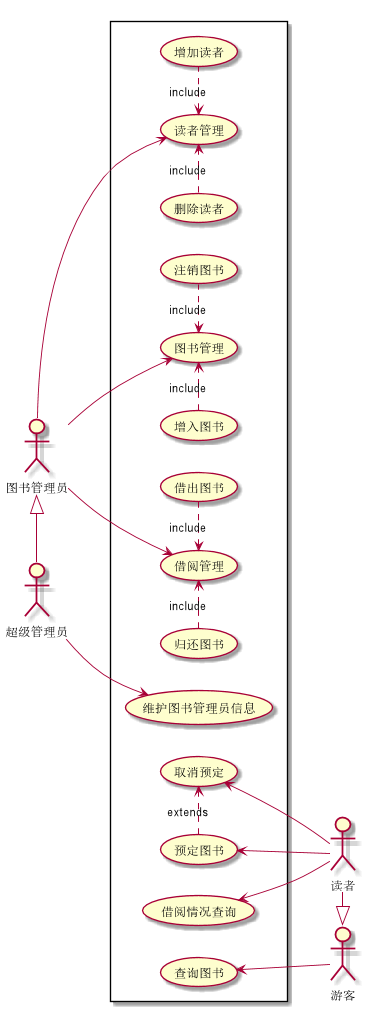 增加读者
include
读者管理
include
删除读者
注销图书
include
图书管理
include
增入图书
图书管理员
借出图书
include
借阅管理
include
归还图书
超级管理员
维护图书管理员信息
取消预定
extends
预定图书
读者
借阅情况查询
查询图书
游客